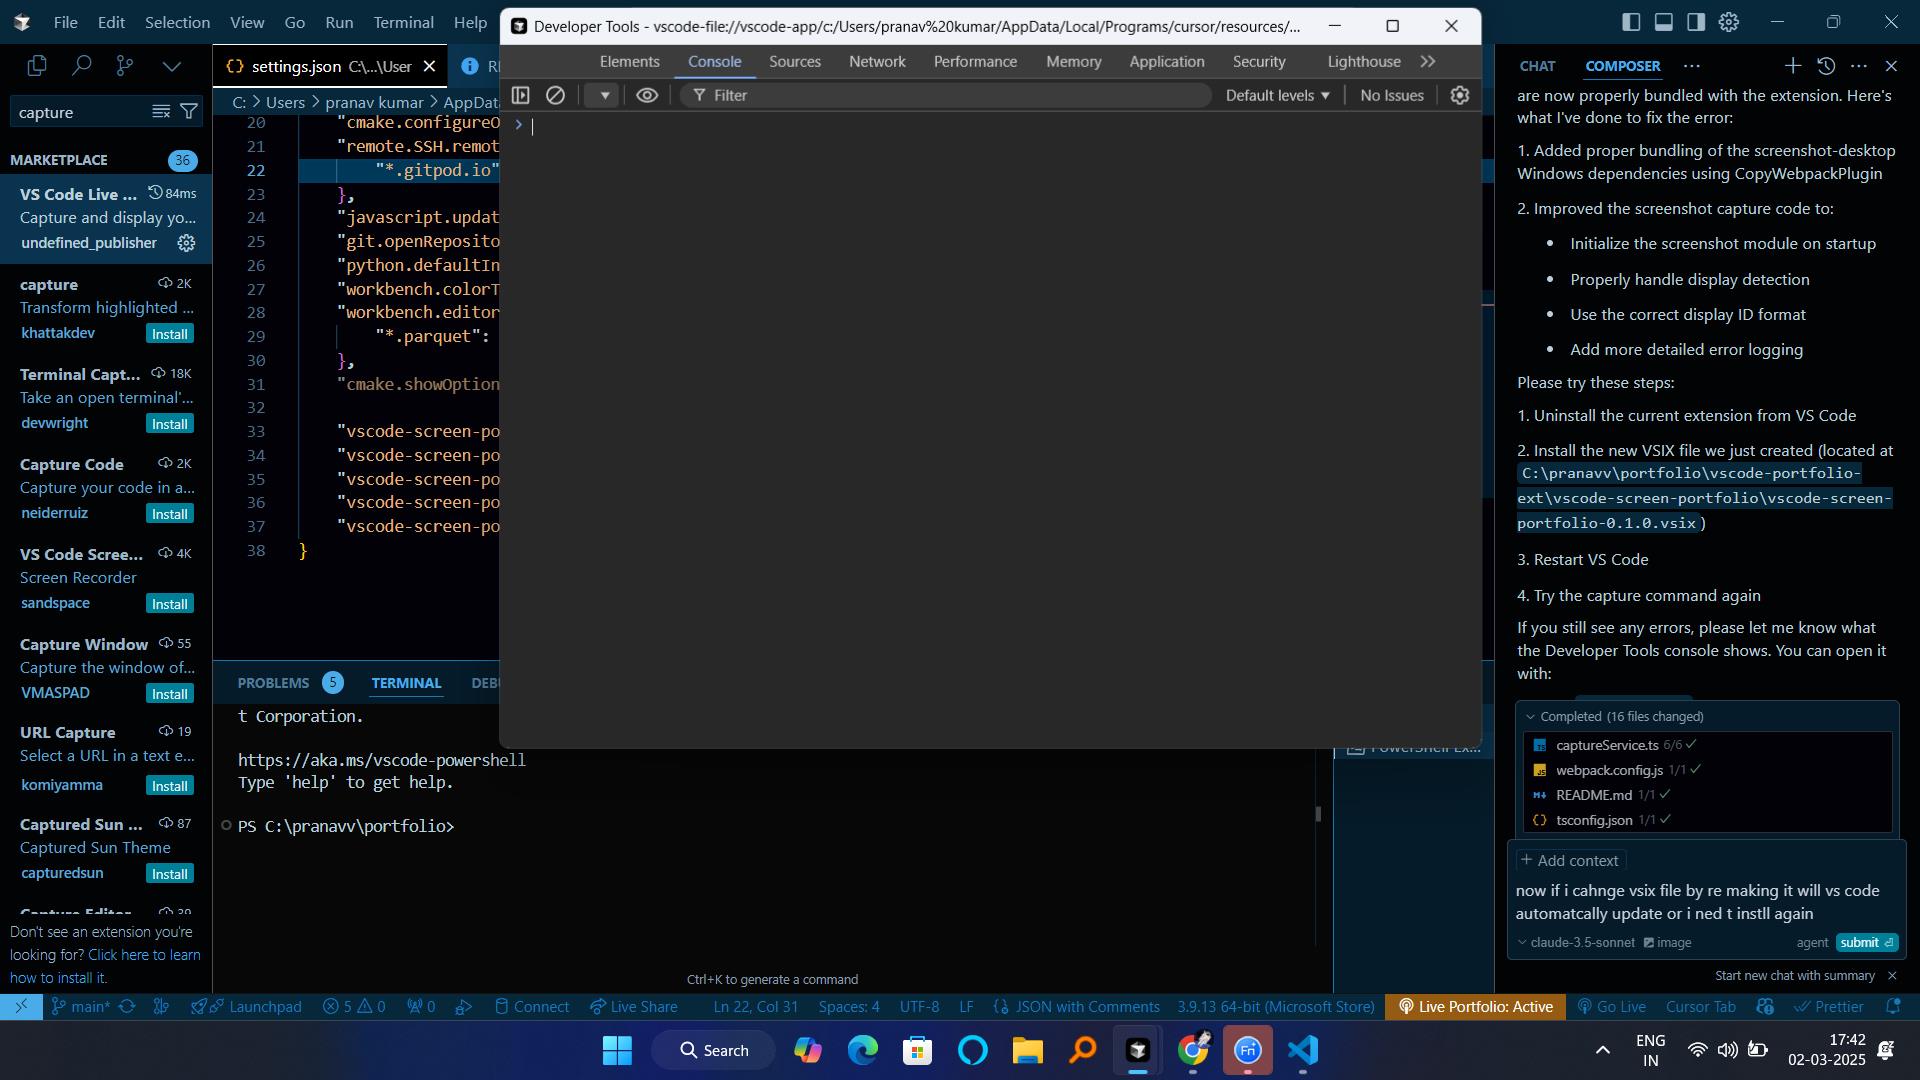 File Edit Selection View Go Run Terminal Help
Developer Tools - vscode-file://vscode-app/c:/Users/pranav%20kumar/AppData/Local/Programs/cursor/resources/...
Elements Console Sources Network Performance Memory Application Security Lighthouse
Filter
Default levels
No Issues
capture
MARKETPLACE 36
VS Code Live ... 84ms
Capture and display yo...
undefined_publisher
capture 2K
Transform highlighted ...
khattakdev Install
Terminal Capt... 18K
Take an open terminal'...
devwright Install
Capture Code 2K
Capture your code in a...
neiderruiz Install
VS Code Scree... 4K
Screen Recorder
sandspace Install
Capture Window 55
Capture the window of...
VMASPAD Install
URL Capture 19
Select a URL in a text e...
komiyamma Install
Captured Sun ... 87
Captured Sun Theme
capturedsun Install
Capture Editor 39
Don't see an extension you're
looking for? Click here to learn
how to install it.
settings.json C:\...\User
C: > Users > pranav kumar > AppData
20 "cmake.configureO
21 "remote.SSH.remot
22 "*.gitpod.io"
23 },
24 "javascript.updat
25 "git.openReposito
26 "python.defaultIn
27 "workbench.colorT
28 "workbench.editor
29 "*.parquet":
30 },
31 "cmake.showOption
32
33 "vscode-screen-po
34 "vscode-screen-po
35 "vscode-screen-po
36 "vscode-screen-po
37 "vscode-screen-po
38 }
PROBLEMS 5 TERMINAL DEBU
t Corporation.
https://aka.ms/vscode-powershell
Type 'help' to get help.
PS C:\pranavv\portfolio>
PowerShell Ex...
Ctrl+K to generate a command
CHAT COMPOSER
are now properly bundled with the extension. Here's
what I've done to fix the error:
1. Added proper bundling of the screenshot-desktop
Windows dependencies using CopyWebpackPlugin
2. Improved the screenshot capture code to:
• Initialize the screenshot module on startup
• Properly handle display detection
• Use the correct display ID format
• Add more detailed error logging
Please try these steps:
1. Uninstall the current extension from VS Code
2. Install the new VSIX file we just created (located at
C:\pranavv\portfolio\vscode-portfolio-
ext\vscode-screen-portfolio\vscode-screen-
portfolio-0.1.0.vsix )
3. Restart VS Code
4. Try the capture command again
If you still see any errors, please let me know what
the Developer Tools console shows. You can open it
with:
Completed (16 files changed)
captureService.ts 6/6
webpack.config.js 1/1
README.md 1/1
tsconfig.json 1/1
+ Add context
now if i cahnge vsix file by re making it will vs code
automatcally update or i ned t instll again
claude-3.5-sonnet image agent submit
Start new chat with summary
main* Launchpad 5 0 0 Connect Live Share Ln 22, Col 31 Spaces: 4 UTF-8 LF JSON with Comments 3.9.13 64-bit (Microsoft Store) Live Portfolio: Active Go Live Cursor Tab Prettier
Search
Fn
ENG
IN
17:42
02-03-2025